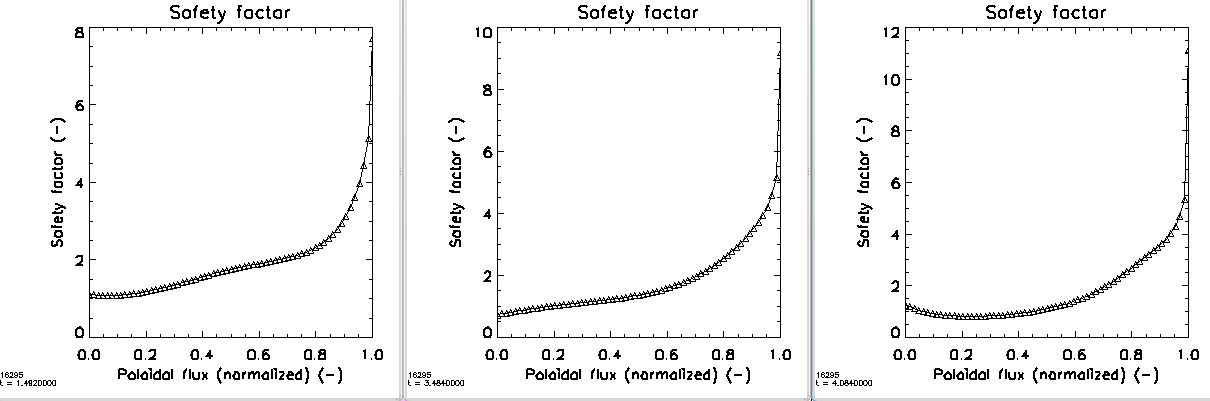 Safety factor
8
6
4
2
0
Safety factor (-)
0.0 0.2 0.4 0.6 0.8 1.0
Poloidal flux (normalized) (-)
16295
t = 1.4920000
Safety factor
10
8
6
4
2
0
Safety factor (-)
0.0 0.2 0.4 0.6 0.8 1.0
Poloidal flux (normalized) (-)
16295
t = 3.4840000
Safety factor
12
10
8
6
4
2
0
Safety factor (-)
0.0 0.2 0.4 0.6 0.8 1.0
Poloidal flux (normalized) (-)
16295
t = 4.0840000